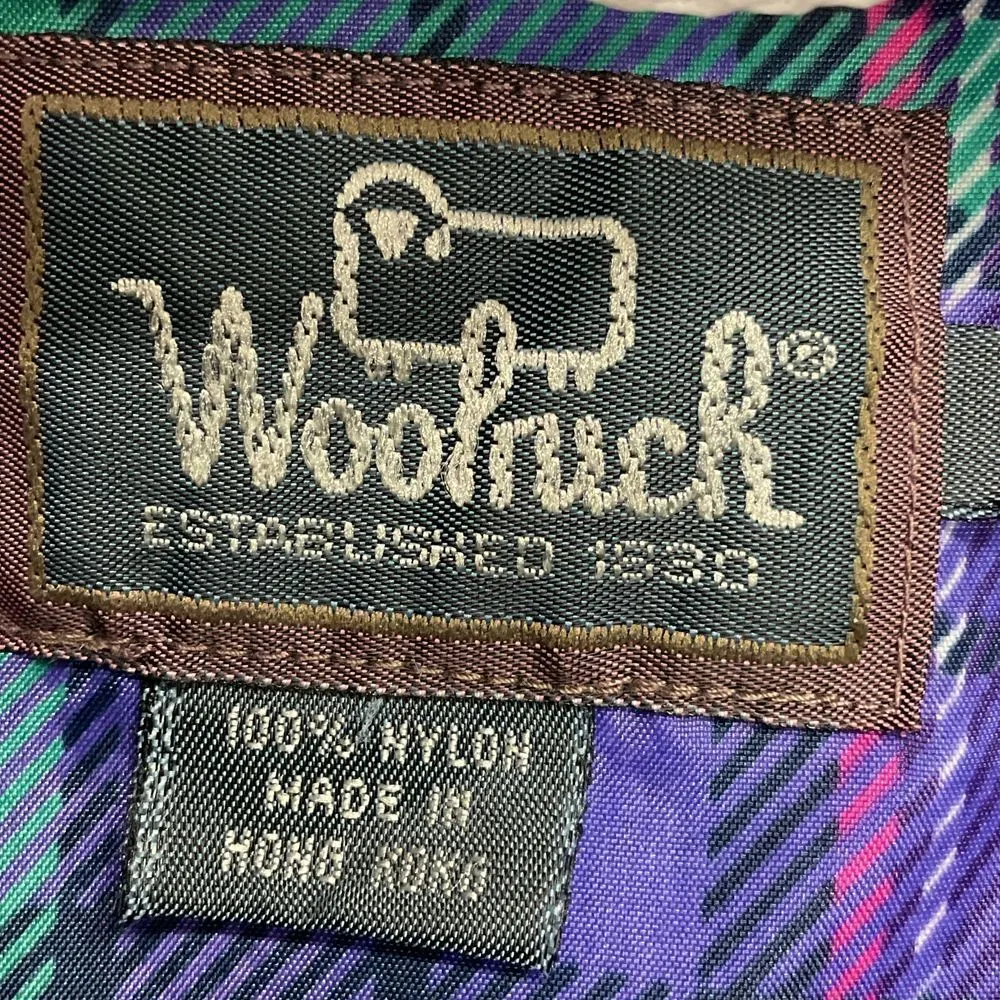 Woolrich®
ESTABLISHED 1830
100% NYLON
MADE IN
HONG KONG